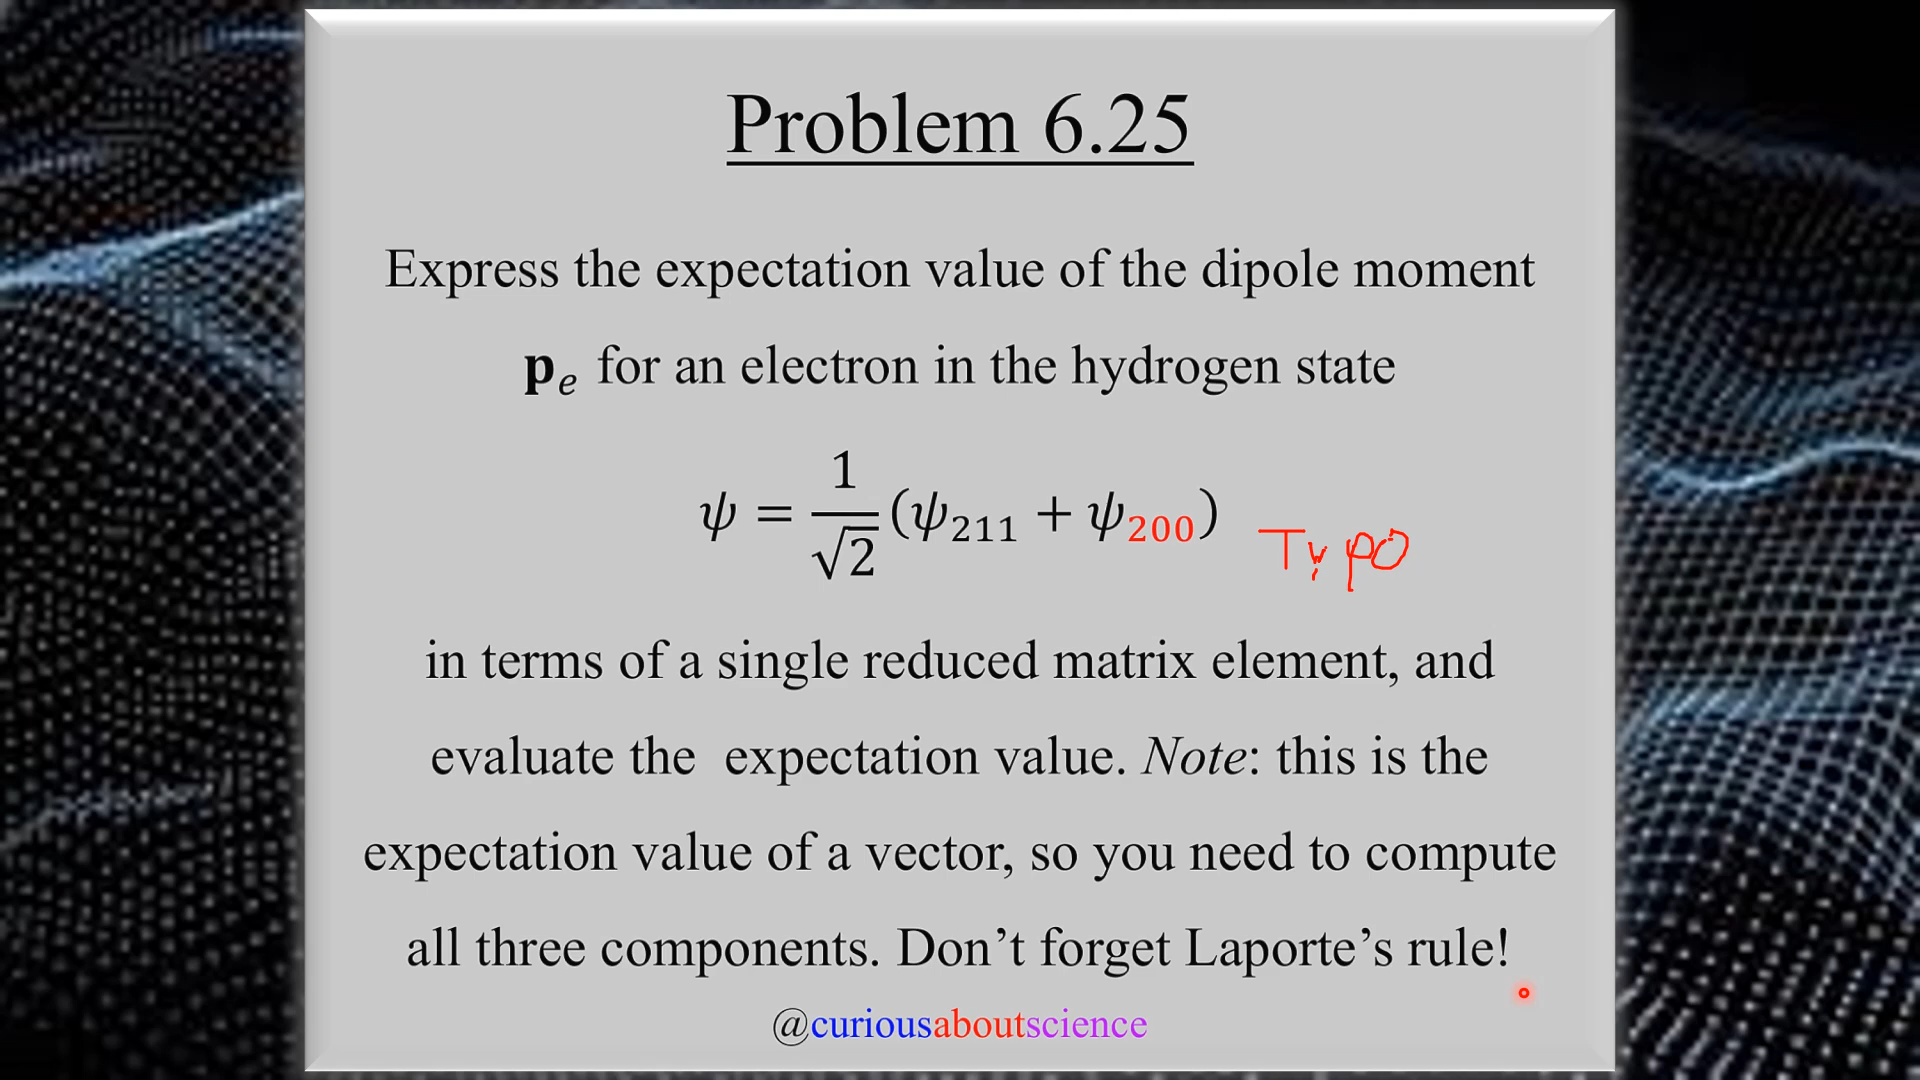 Problem 6.25
Express the expectation value of the dipole moment
𝐩ₑ for an electron in the hydrogen state
ψ = 1/√2 (ψ₂₁₁ + ψ₂₀₀) Typo
in terms of a single reduced matrix element, and
evaluate the expectation value. Note: this is the
expectation value of a vector, so you need to compute
all three components. Don’t forget Laporte’s rule!
@curiousaboutscience